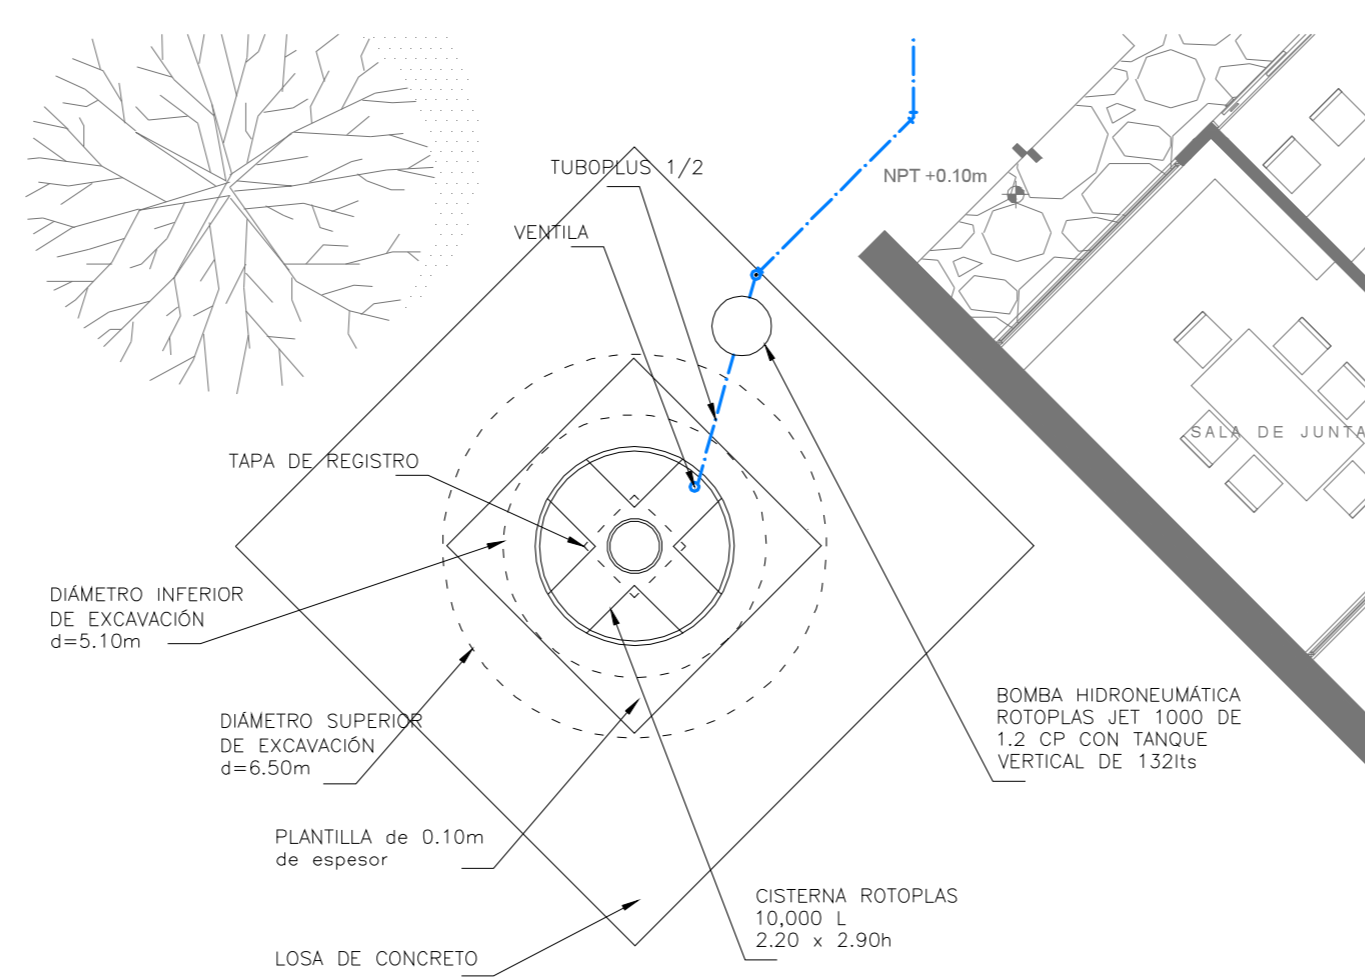 TUBOPLUS 1/2
NPT +0.10m
VENTILA
SALA DE JUNTA
TAPA DE REGISTRO
DIÁMETRO INFERIOR
DE EXCAVACIÓN
d=5.10m
DIÁMETRO SUPERIOR
DE EXCAVACIÓN
d=6.50m
BOMBA HIDRONEUMÁTICA
ROTOPLAS JET 1000 DE
1.2 CP CON TANQUE
VERTICAL DE 132lts
PLANTILLA de 0.10m
de espesor
CISTERNA ROTOPLAS
10,000 L
2.20 x 2.90h
LOSA DE CONCRETO